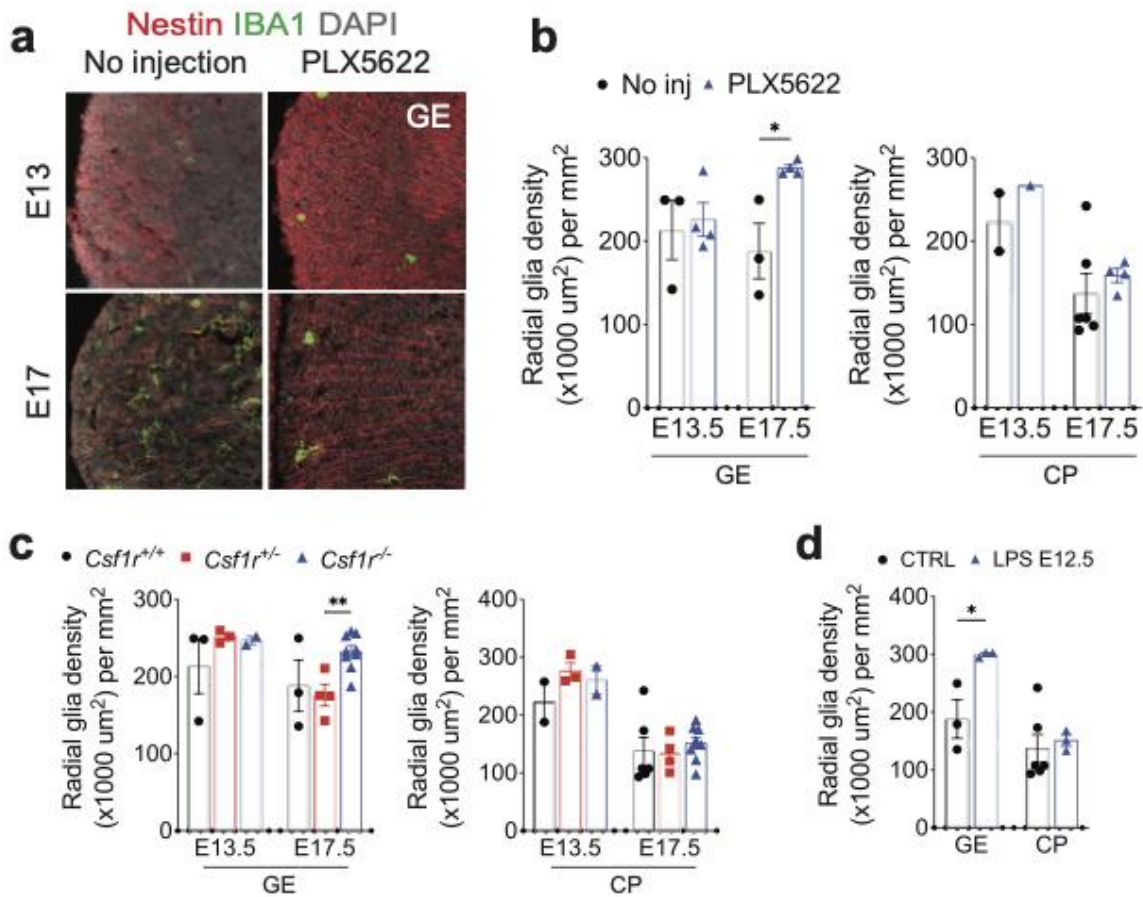 a
Nestin IBA1 DAPI
No injection PLX5622
GE
E13
E17
b
No inj PLX5622
Radial glia density
(x1000 um²) per mm²
300
200
100
0
*
E13.5 E17.5
GE
Radial glia density
(x1000 um²) per mm²
300
200
100
0
E13.5 E17.5
CP
c
Csf1r+/+ Csf1r+/- Csf1r-/-
Radial glia density
(x1000 um²) per mm²
300
200
100
0
**
E13.5 E17.5
GE
Radial glia density
(x1000 um²) per mm²
400
300
200
100
0
E13.5 E17.5
CP
d
CTRL LPS E12.5
Radial glia density
(x1000 um²) per mm²
400
300
200
100
0
*
GE CP